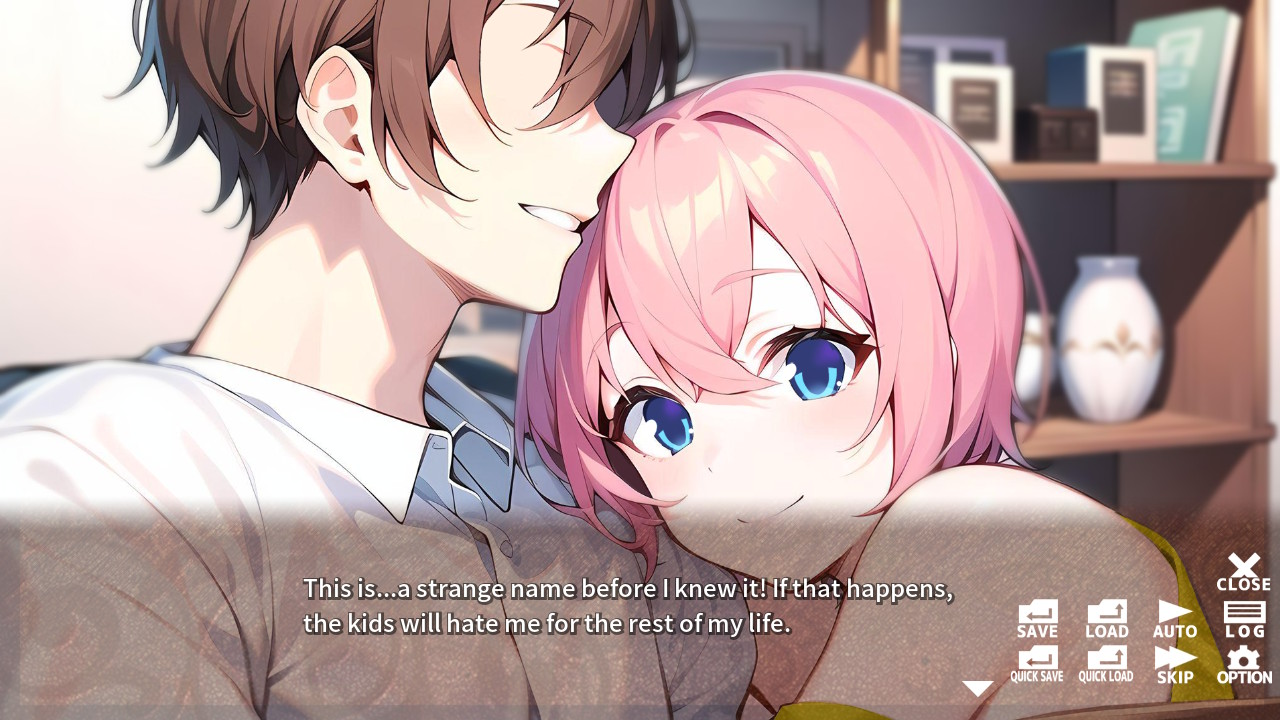 This is...a strange name before I knew it! If that happens,
the kids will hate me for the rest of my life.
CLOSE
SAVE
LOAD
AUTO
LOG
QUICK SAVE
QUICK LOAD
SKIP
OPTION